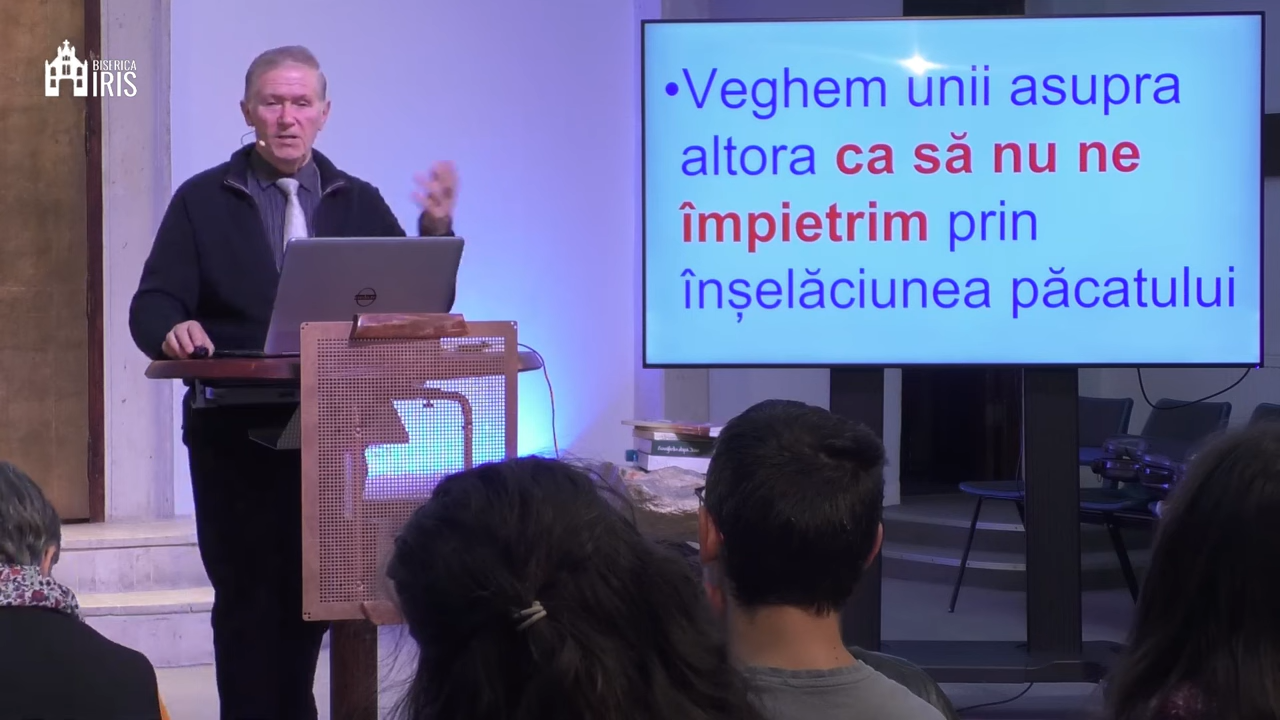 BISERICA
IRIS
•Veghem unii asupra
altora ca să nu ne
împietrim prin
înșelăciunea păcatului